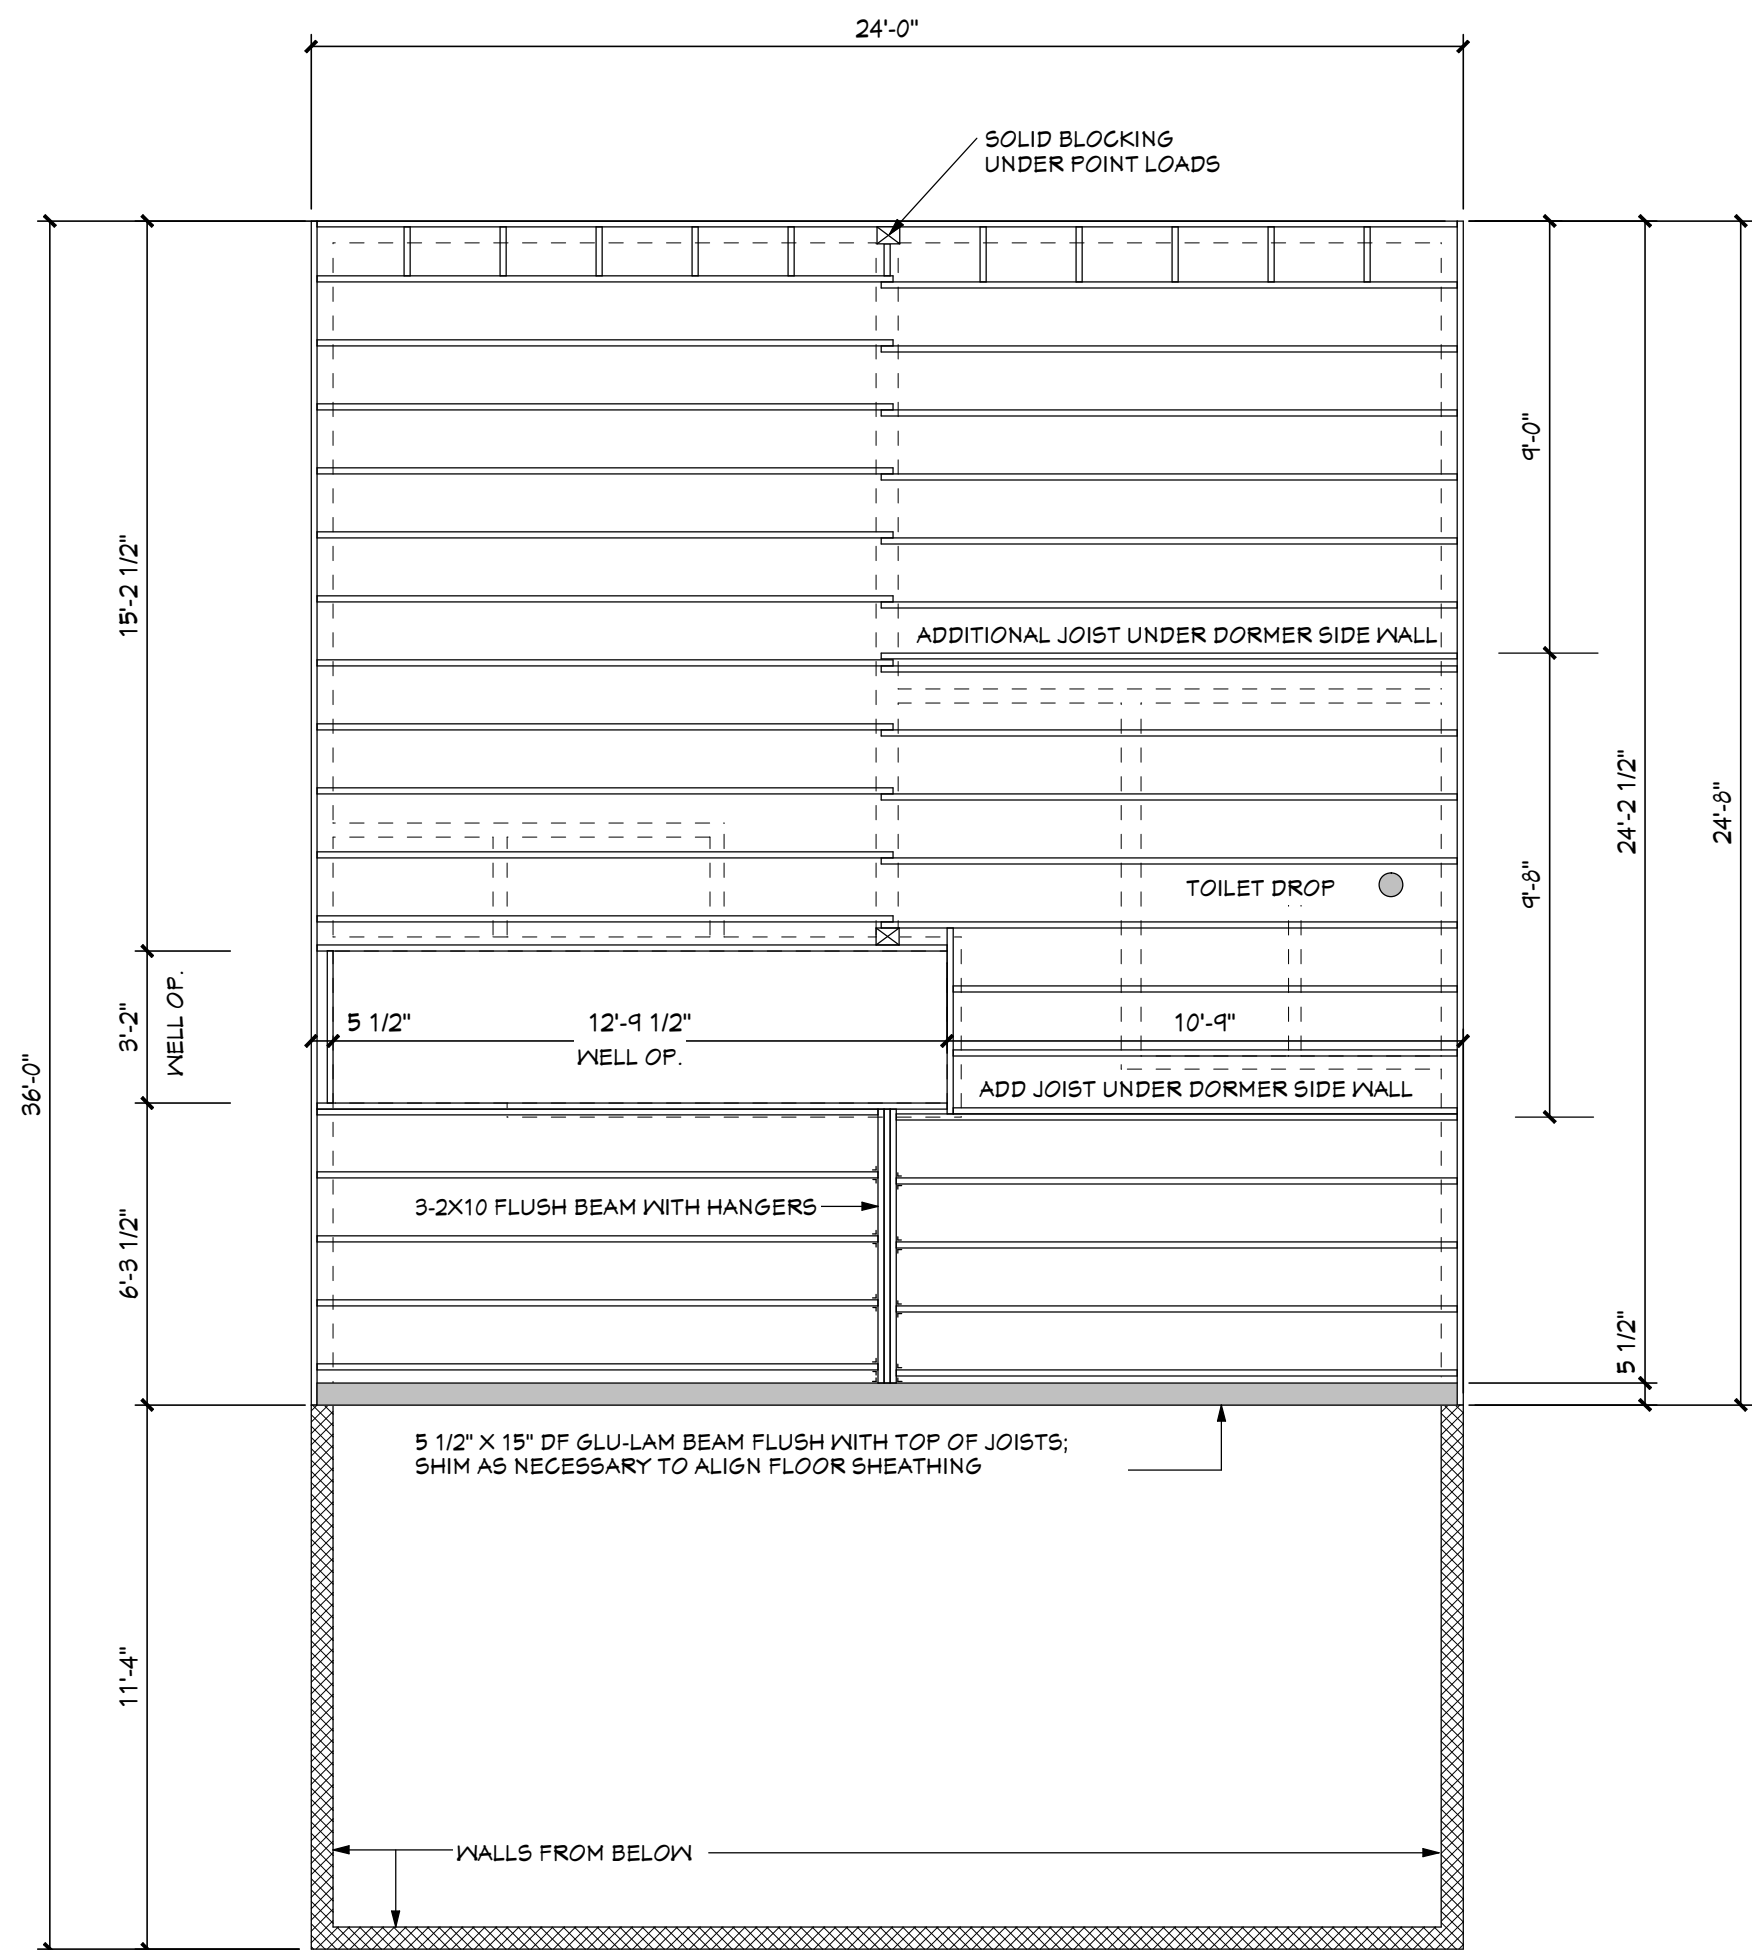 24'-0"
SOLID BLOCKING
UNDER POINT LOADS
9'-0"
15'-2 1/2"
ADDITIONAL JOIST UNDER DORMER SIDE WALL
24'-2 1/2"
24'-8"
9'-8"
TOILET DROP
3'-2"
WELL OP.
5 1/2"
12'-9 1/2"
WELL OP.
10'-9"
36'-0"
ADD JOIST UNDER DORMER SIDE WALL
3-2X10 FLUSH BEAM WITH HANGERS
6'-3 1/2"
5 1/2"
5 1/2" X 15" DF GLU-LAM BEAM FLUSH WITH TOP OF JOISTS;
SHIM AS NECESSARY TO ALIGN FLOOR SHEATHING
11'-4"
WALLS FROM BELOW